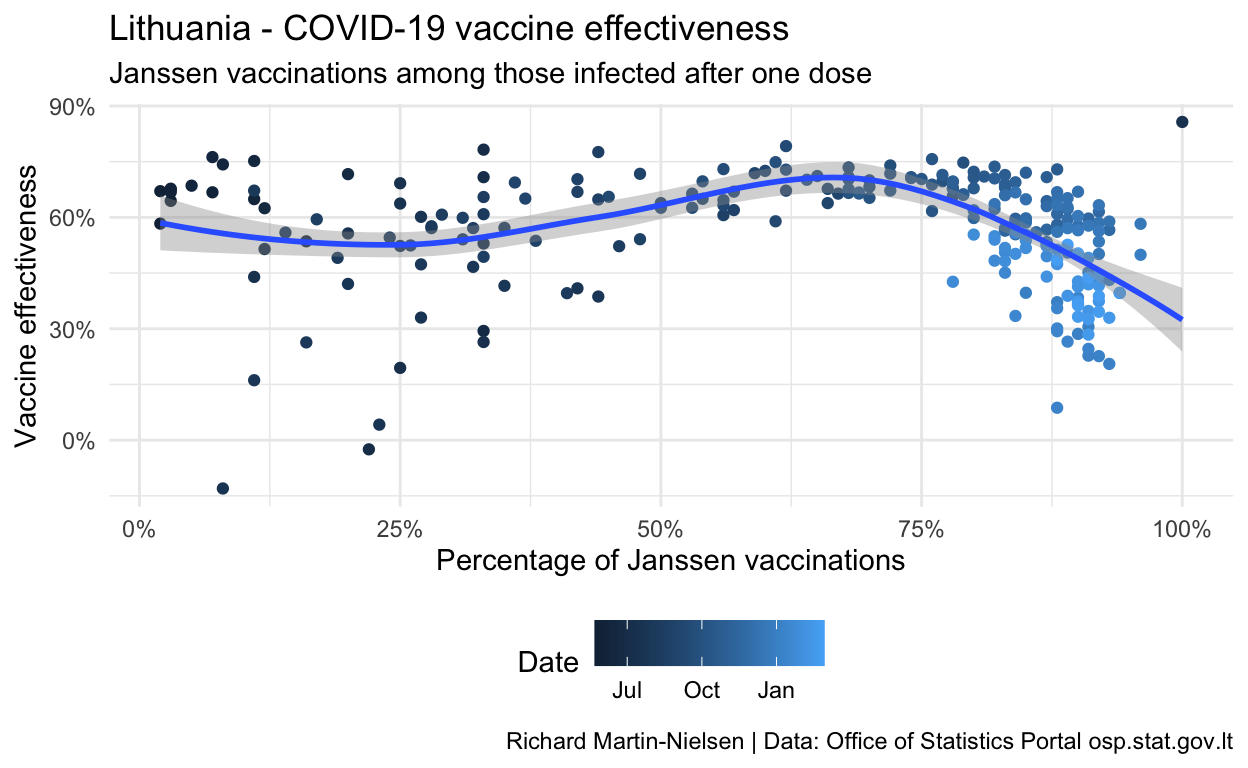 Lithuania - COVID-19 vaccine effectiveness
Janssen vaccinations among those infected after one dose
Vaccine effectiveness
90%
60%
30%
0%
0% 25% 50% 75% 100%
Percentage of Janssen vaccinations
Date
Jul Oct Jan
Richard Martin-Nielsen | Data: Office of Statistics Portal osp.stat.gov.lt